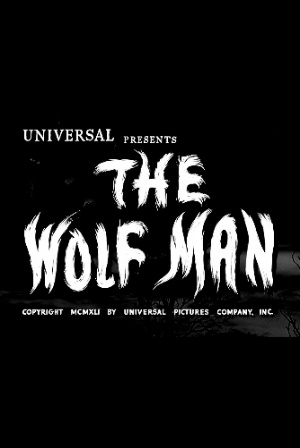 UNIVERSAL PRESENTS
THE
WOLF MAN
COPYRIGHT MCMXLI BY UNIVERSAL PICTURES COMPANY, INC.